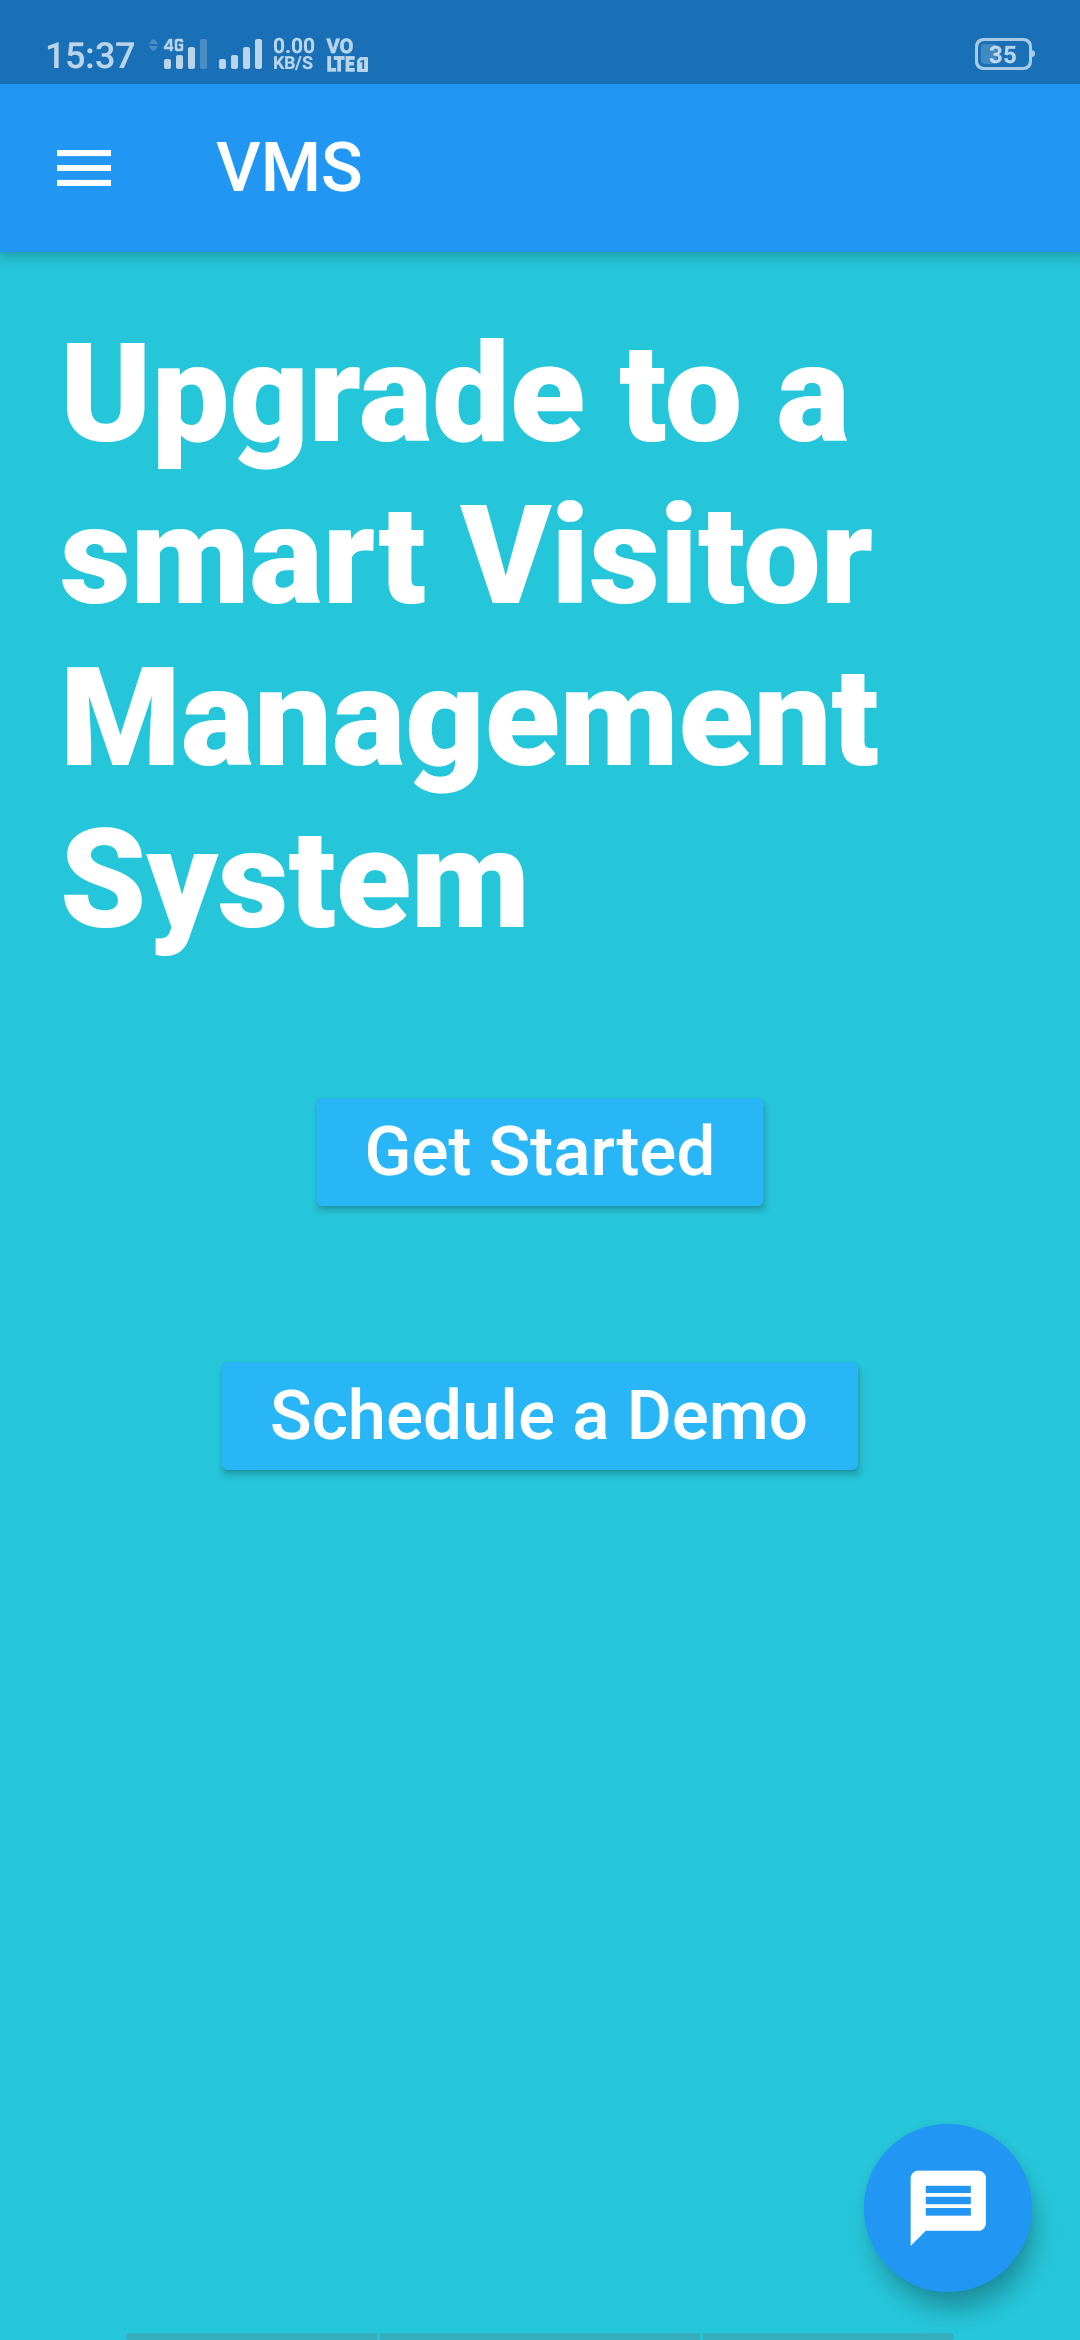 15:37 4G 0.00 KB/S VO LTE 1 35
VMS
Upgrade to a
smart Visitor
Management
System
Get Started
Schedule a Demo